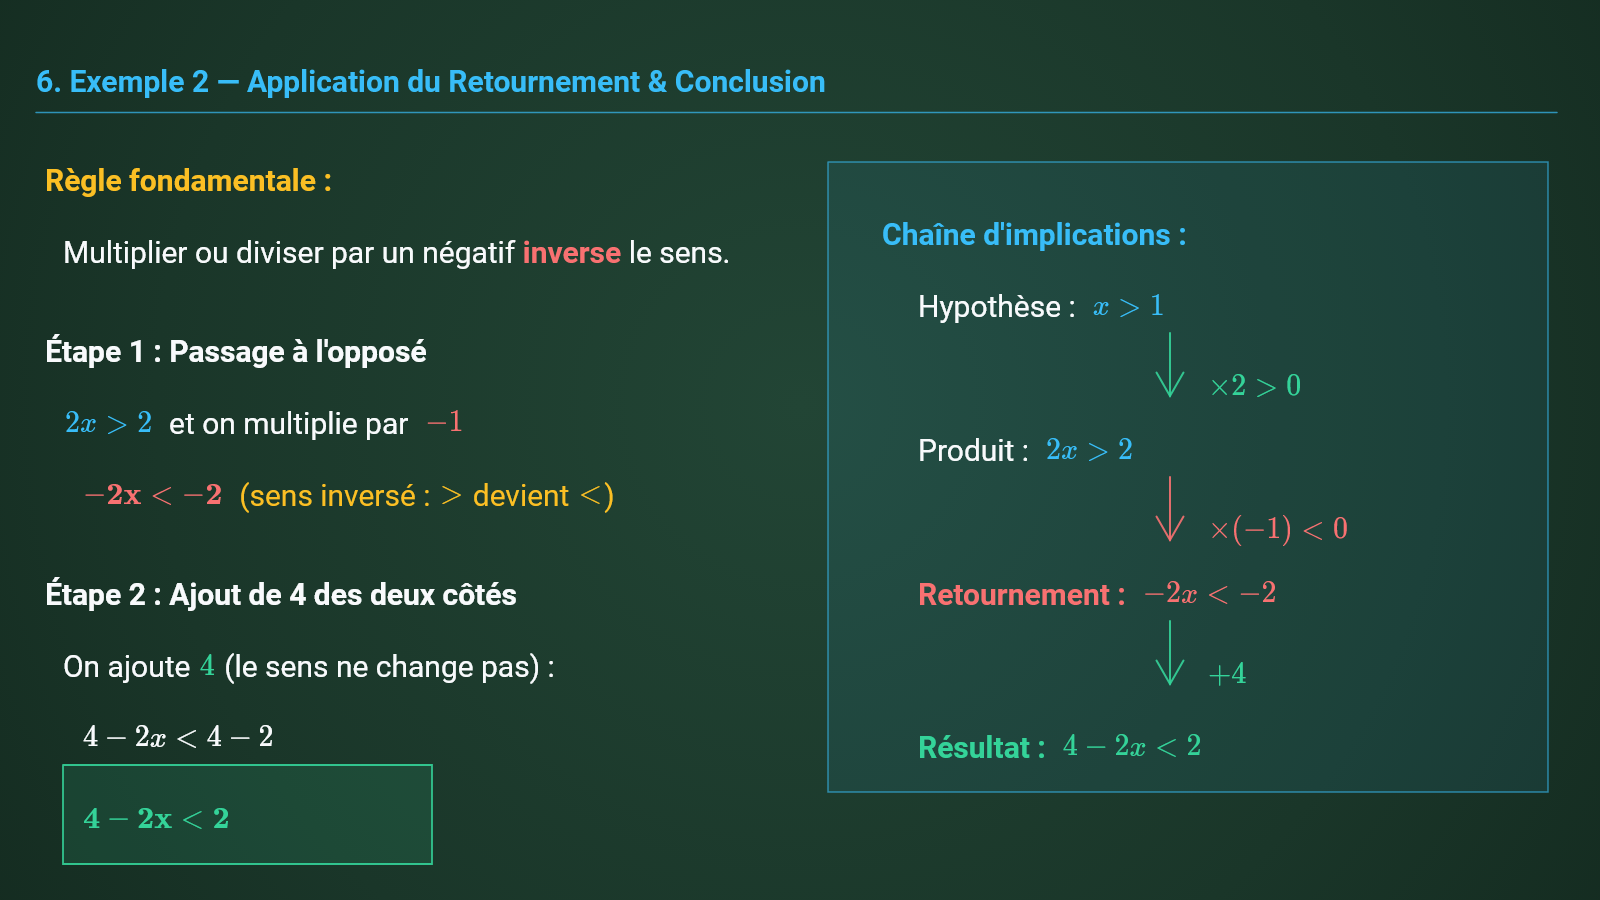 6. Exemple 2 — Application du Retournement & Conclusion
Règle fondamentale :
Multiplier ou diviser par un négatif inverse le sens.
Étape 1 : Passage à l'opposé
2x > 2 et on multiplie par −1
−2x < −2 (sens inversé : > devient <)
Étape 2 : Ajout de 4 des deux côtés
On ajoute 4 (le sens ne change pas) :
4 − 2x < 4 − 2
4 − 2x < 2
Chaîne d'implications :
Hypothèse : x > 1
×2 > 0
Produit : 2x > 2
×(−1) < 0
Retournement : −2x < −2
+4
Résultat : 4 − 2x < 2